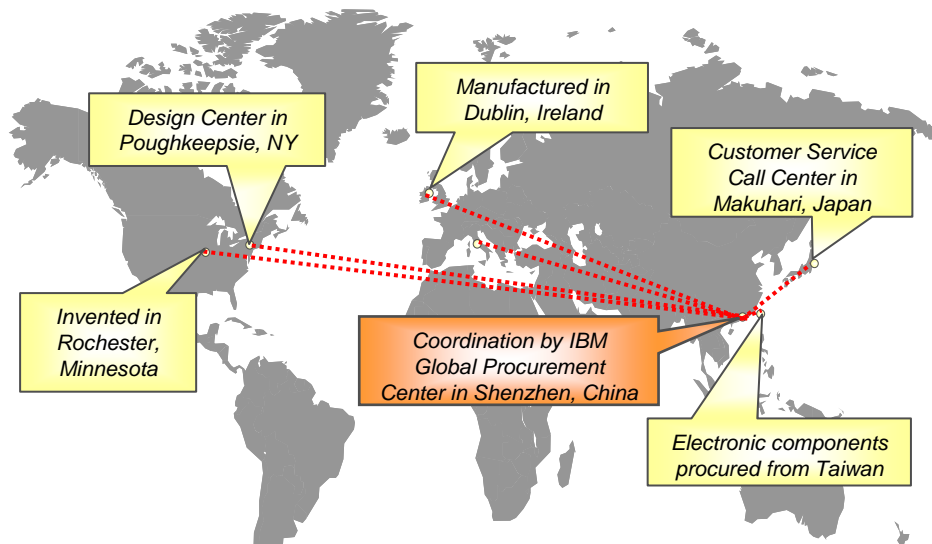 Design Center in
Poughkeepsie, NY
Manufactured in
Dublin, Ireland
Customer Service
Call Center in
Makuhari, Japan
Invented in
Rochester,
Minnesota
Coordination by IBM
Global Procurement
Center in Shenzhen, China
Electronic components
procured from Taiwan